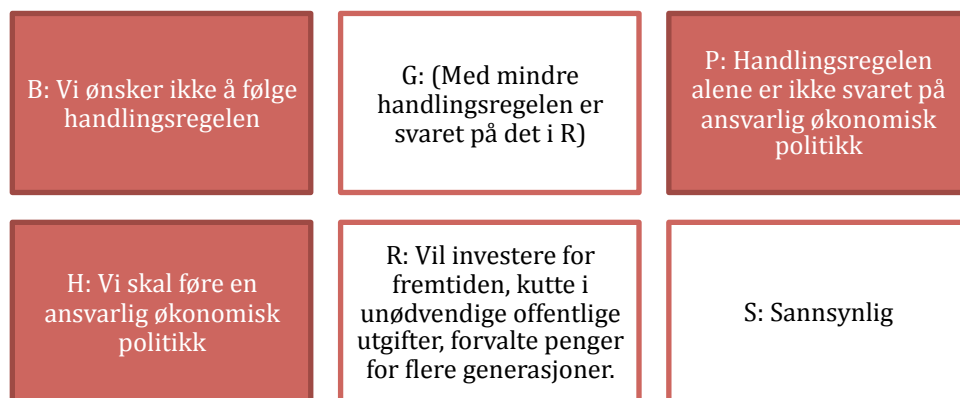 B: Vi ønsker ikke å følge
handlingsregelen
G: (Med mindre
handlingsregelen er
svaret på det i R)
P: Handlingsregelen
alene er ikke svaret på
ansvarlig økonomisk
politikk
H: Vi skal føre en
ansvarlig økonomisk
politikk
R: Vil investere for
fremtiden, kutte i
unødvendige offentlige
utgifter, forvalte penger
for flere generasjoner.
S: Sannsynlig